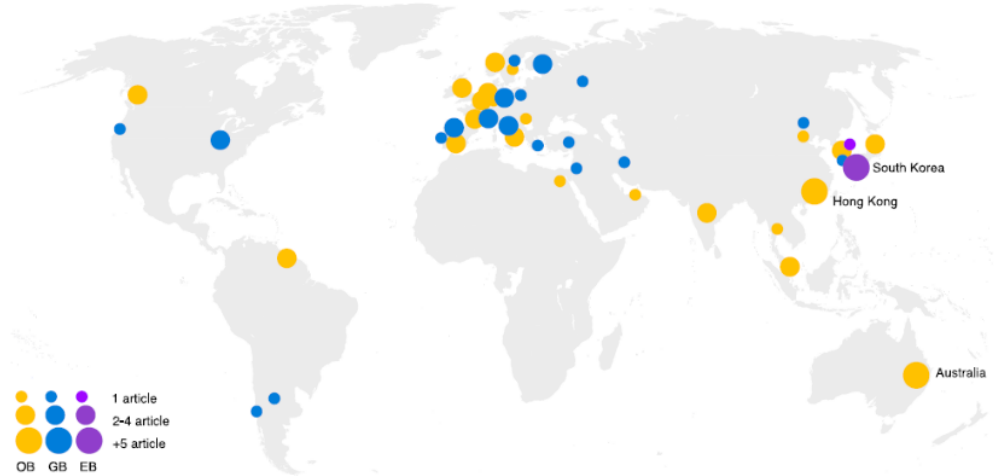 South Korea
Hong Kong
Australia
1 article
2-4 article
+5 article
OB GB EB